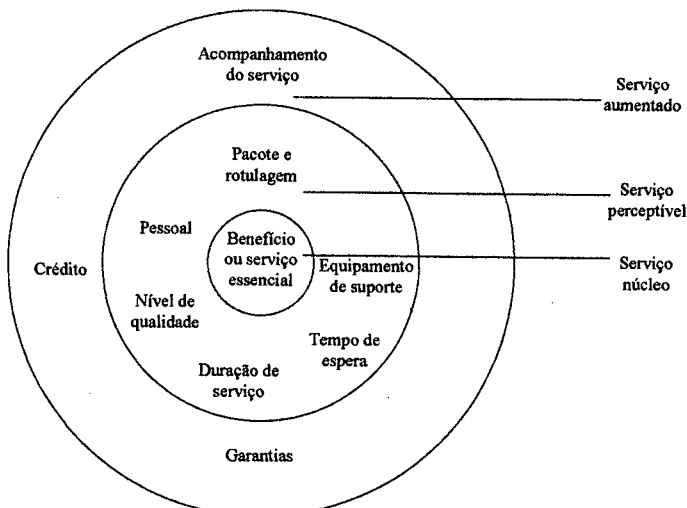 Acompanhamento
do serviço
Serviço
aumentado
Pacote e
rotulagem
Serviço
perceptível
Pessoal
Benefício
ou serviço
essencial
Equipamento
de suporte
Serviço
núcleo
Crédito
Nível de
qualidade
Tempo de
espera
Duração de
serviço
Garantias